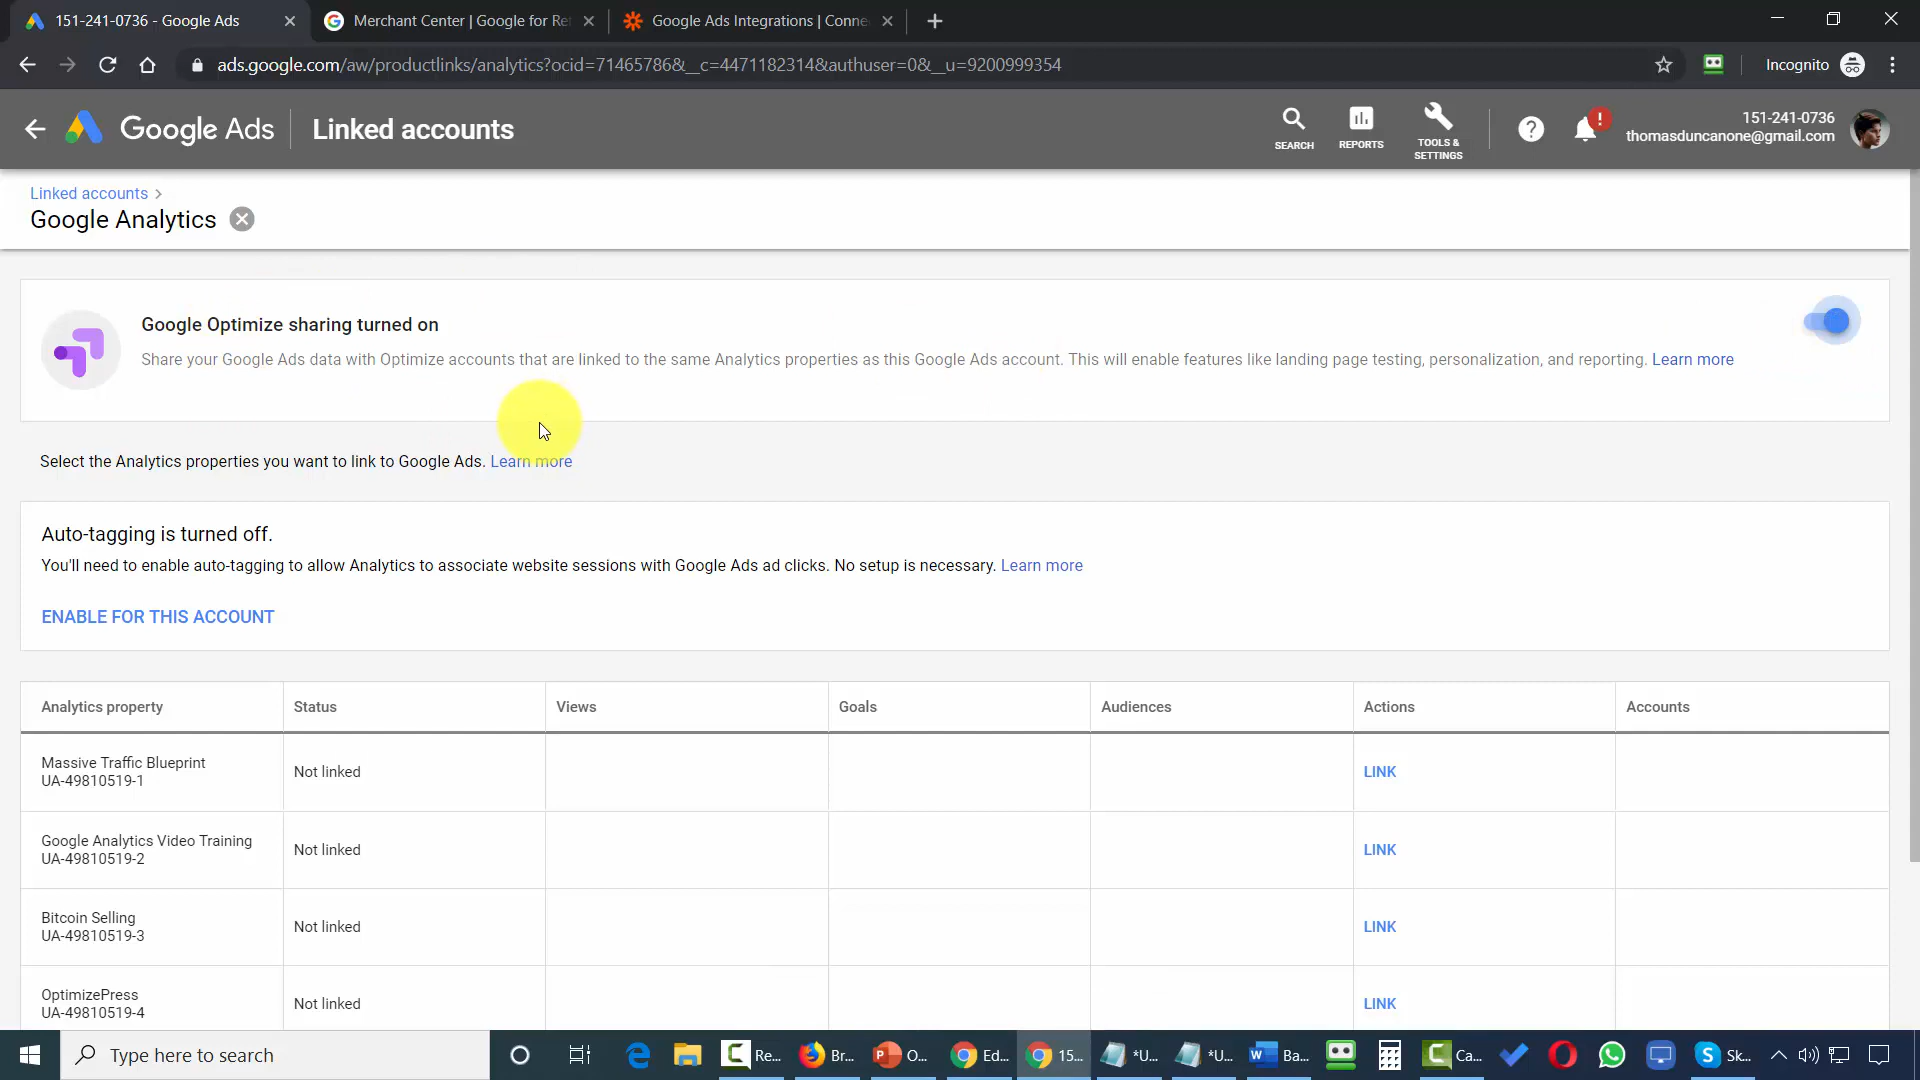 151-241-0736 - Google Ads
Merchant Center | Google for Ret
Google Ads Integrations | Conne
ads.google.com/aw/productlinks/analytics?ocid=71465786&__c=4471182314&authuser=0&__u=9200999354
Incognito
Google Ads
Linked accounts
SEARCH
REPORTS
TOOLS &
SETTINGS
?
!
151-241-0736
thomasduncanone@gmail.com
Linked accounts >
Google Analytics
Google Optimize sharing turned on
Share your Google Ads data with Optimize accounts that are linked to the same Analytics properties as this Google Ads account. This will enable features like landing page testing, personalization, and reporting. Learn more
Select the Analytics properties you want to link to Google Ads. Learn more
Auto-tagging is turned off.
You'll need to enable auto-tagging to allow Analytics to associate website sessions with Google Ads ad clicks. No setup is necessary. Learn more
ENABLE FOR THIS ACCOUNT
Analytics property Status Views Goals Audiences Actions Accounts
Massive Traffic Blueprint
UA-49810519-1
Not linked
LINK
Google Analytics Video Training
UA-49810519-2
Not linked
LINK
Bitcoin Selling
UA-49810519-3
Not linked
LINK
OptimizePress
UA-49810519-4
Not linked
LINK
Type here to search
Re...
Br...
O...
Ed...
15...
*U...
*U...
Ba...
Ca...
Sk...